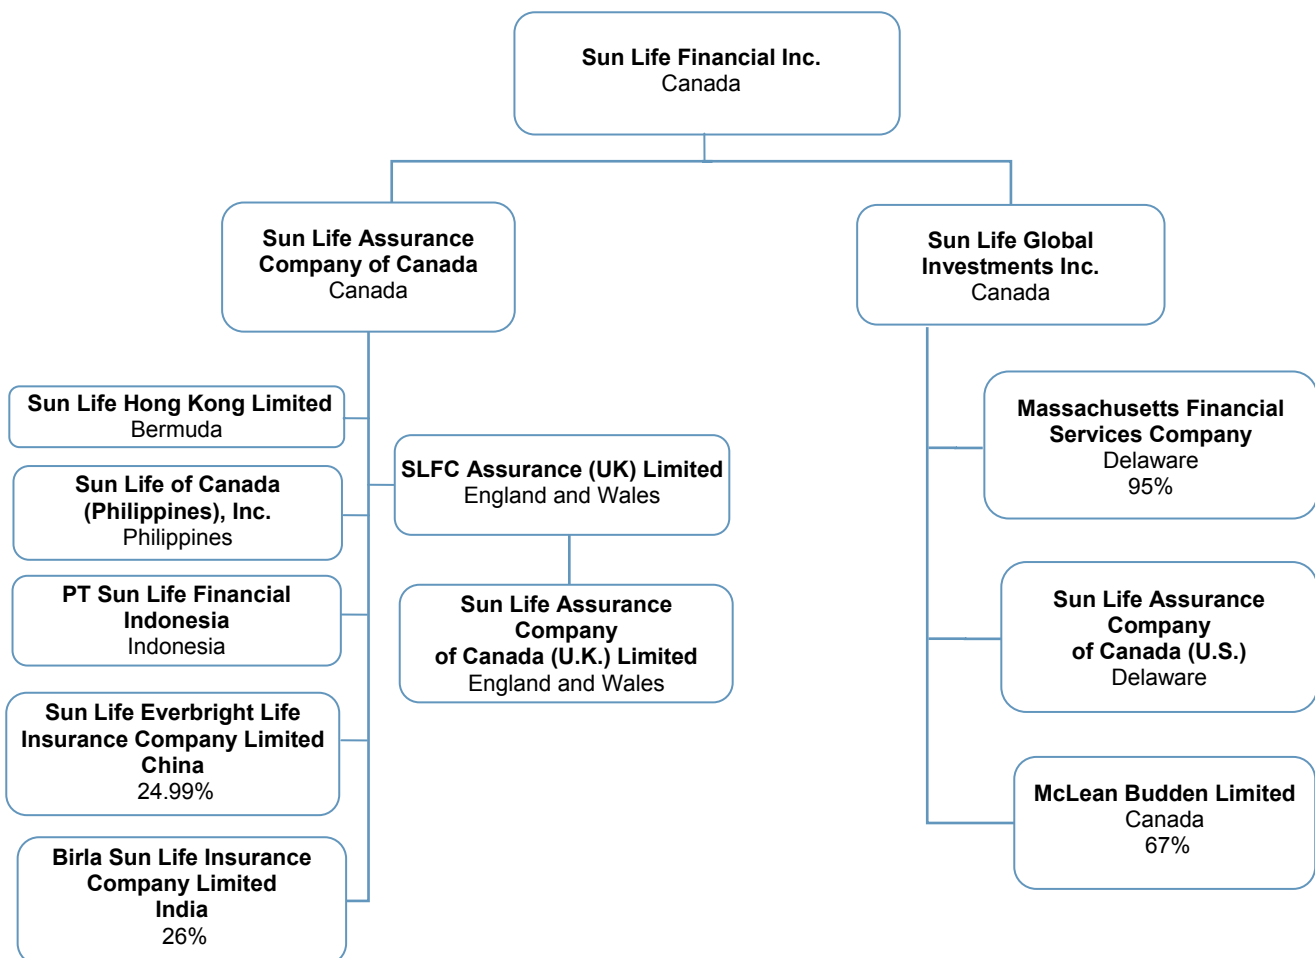 Sun Life Financial Inc.
Canada
Sun Life Assurance
Company of Canada
Canada
Sun Life Global
Investments Inc.
Canada
Sun Life Hong Kong Limited
Bermuda
Sun Life of Canada
(Philippines), Inc.
Philippines
PT Sun Life Financial
Indonesia
Indonesia
Sun Life Everbright Life
Insurance Company Limited
China
24.99%
Birla Sun Life Insurance
Company Limited
India
26%
SLFC Assurance (UK) Limited
England and Wales
Sun Life Assurance
Company
of Canada (U.K.) Limited
England and Wales
Massachusetts Financial
Services Company
Delaware
95%
Sun Life Assurance
Company
of Canada (U.S.)
Delaware
McLean Budden Limited
Canada
67%